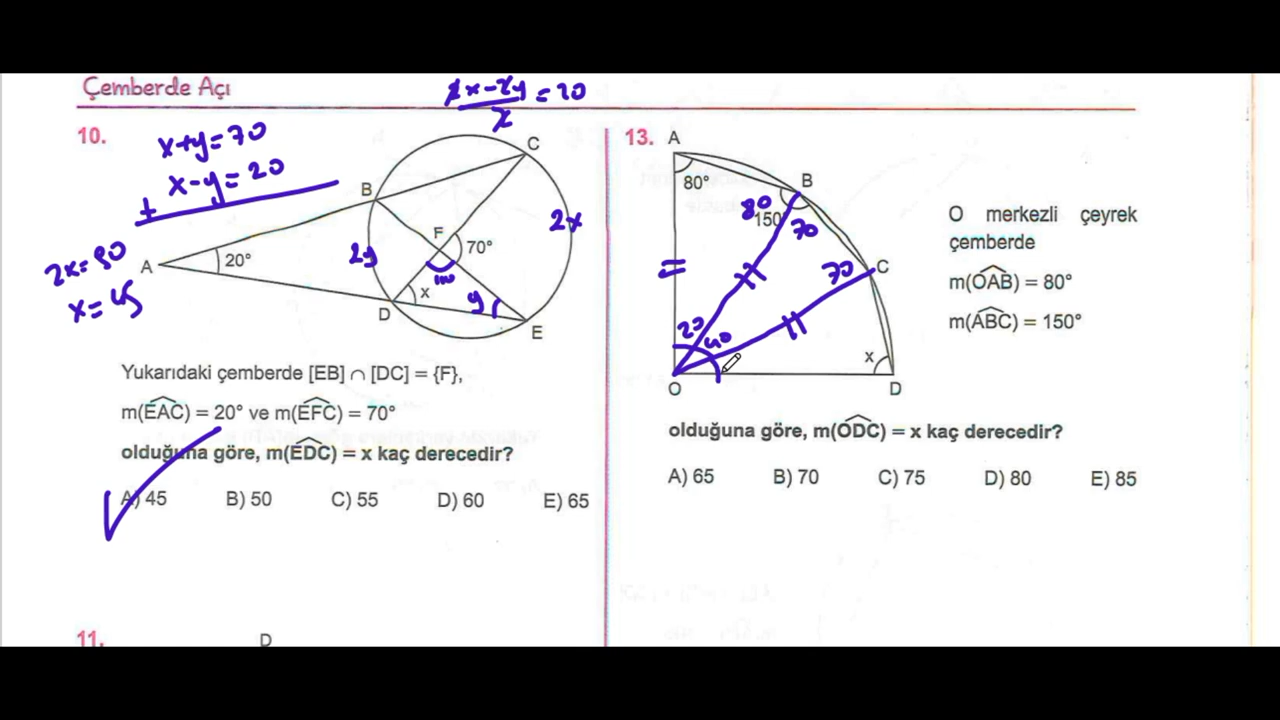 Çemberde Açı
2x-2y/2 = 20
10.
x+y=70
x-y=20
+
2x=90
x=45
A
20°
B
C
2y
2x
F
70°
110
x
y
D
E
Yukarıdaki çemberde [EB] ∩ [DC] = {F},
m(EAC) = 20° ve m(EFC) = 70°
olduğuna göre, m(EDC) = x kaç derecedir?
A) 45 B) 50 C) 55 D) 60 E) 65
11.
D
13.
A
80°
B
80
150°
70
70
C
20
40
x
O
D
O merkezli çeyrek
çemberde
m(OAB) = 80°
m(ABC) = 150°
olduğuna göre, m(ODC) = x kaç derecedir?
A) 65 B) 70 C) 75 D) 80 E) 85